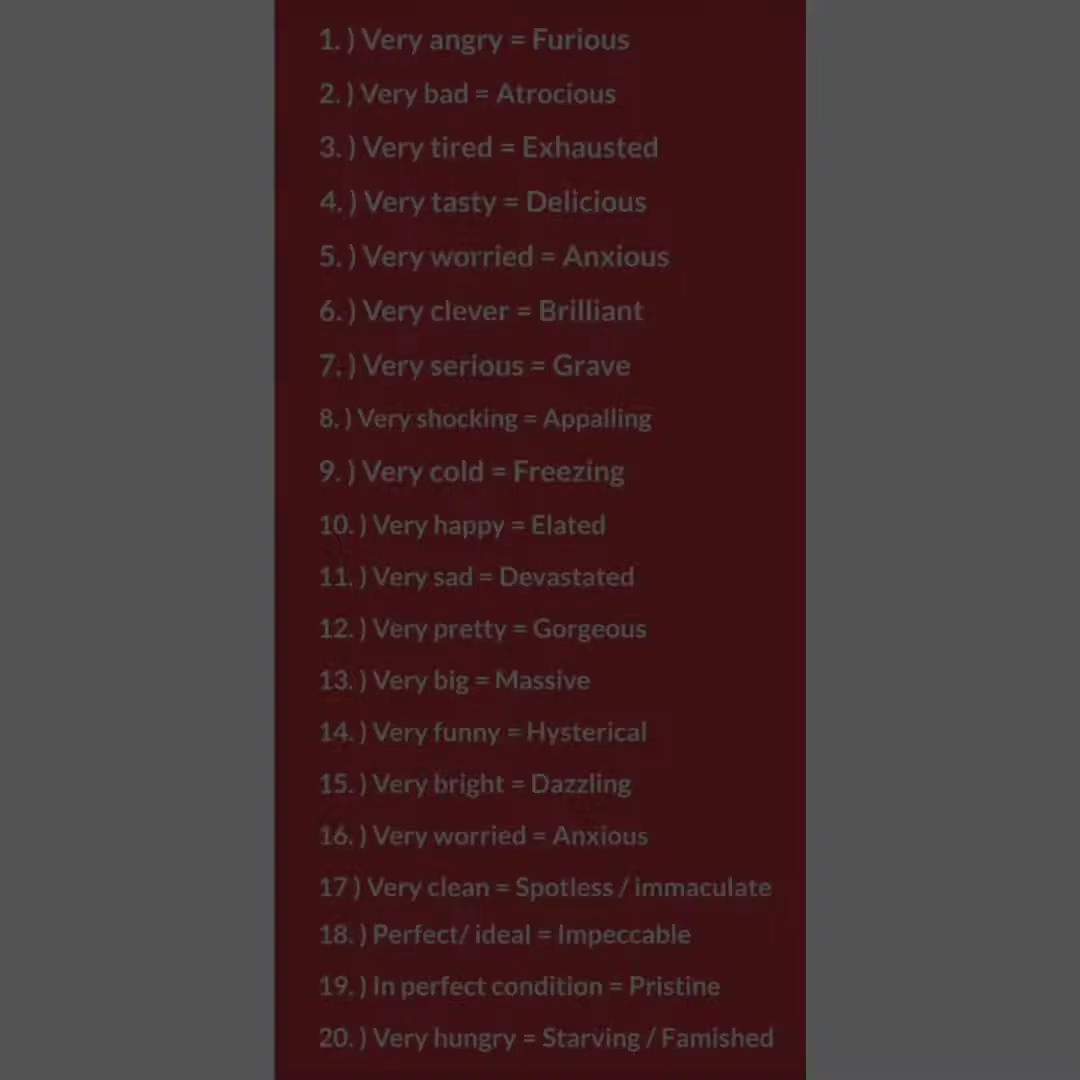 1. ) Very angry = Furious
2. ) Very bad = Atrocious
3. ) Very tired = Exhausted
4. ) Very tasty = Delicious
5. ) Very worried = Anxious
6. ) Very clever = Brilliant
7. ) Very serious = Grave
8. ) Very shocking = Appalling
9. ) Very cold = Freezing
10. ) Very happy = Elated
11. ) Very sad = Devastated
12. ) Very pretty = Gorgeous
13. ) Very big = Massive
14. ) Very funny = Hysterical
15. ) Very bright = Dazzling
16. ) Very worried = Anxious
17 ) Very clean = Spotless / immaculate
18. ) Perfect/ ideal = Impeccable
19. ) In perfect condition = Pristine
20. ) Very hungry = Starving / Famished